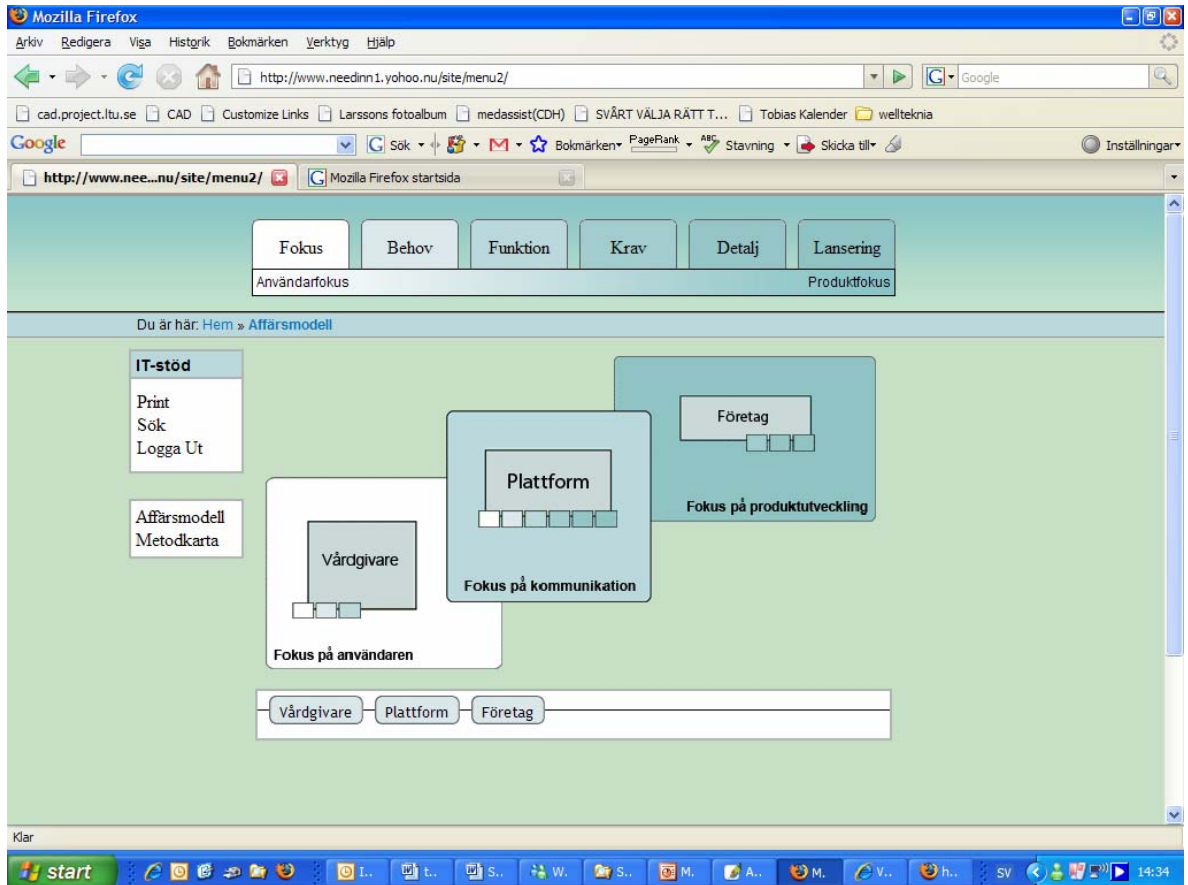 Mozilla Firefox
Arkiv Redigera Visa Historik Bokmärken Verktyg Hjälp
http://www.needinn1.yohoo.nu/site/menu2/ G Google
cad.project.ltu.se CAD Customize Links Larssons fotoalbum medassist(CDH) SVÅRT VÄLJA RÄTT T... Tobias Kalender wellteknia
Google G Sök Bokmärken PageRank ABC Stavning Skicka till Inställningar
http://www.nee...nu/site/menu2/ G Mozilla Firefox startsida
Fokus Behov Funktion Krav Detalj Lansering
Användarfokus Produktfokus
Du är här: Hem » Affärsmodell
IT-stöd
Print
Sök
Logga Ut
Affärsmodell
Metodkarta
Företag
Fokus på produktutveckling
Plattform
Fokus på kommunikation
Vårdgivare
Fokus på användaren
Vårdgivare Plattform Företag
Klar
start I.. t.. S.. W. S.. M. A.. M. V.. h.. SV 14:34